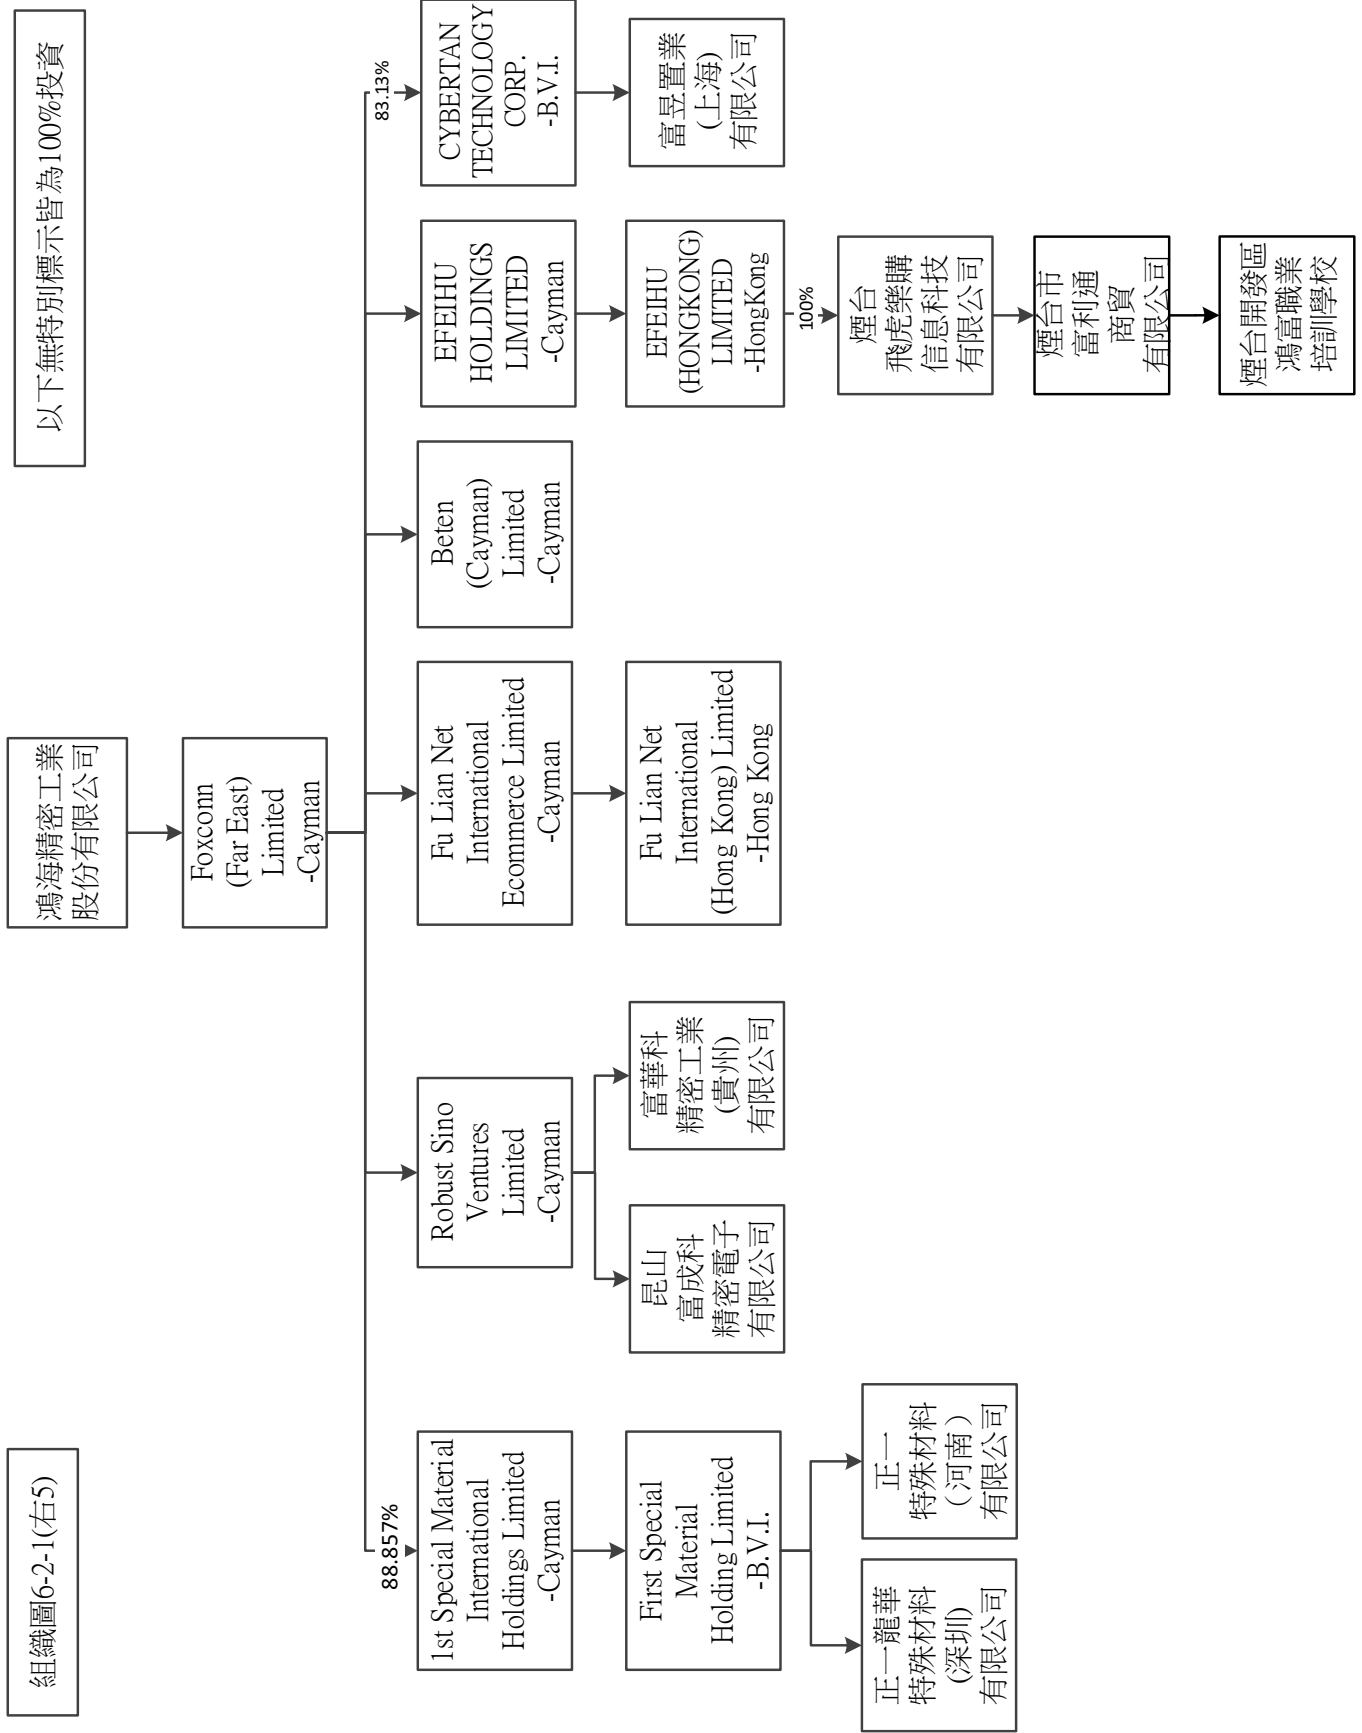 組織圖6-2-1(右5)
以下無特別標示皆為100%投資
鴻海精密工業
股份有限公司
Foxconn
(Far East)
Limited
-Cayman
88.857%
83.13%
1st Special Material
International
Holdings Limited
-Cayman
Robust Sino
Ventures
Limited
-Cayman
Fu Lian Net
International
Ecommerce Limited
-Cayman
Beten
(Cayman)
Limited
-Cayman
EFEIHU
HOLDINGS
LIMITED
-Cayman
CYBERTAN
TECHNOLOGY
CORP.
-B.V.I.
First Special
Material
Holding Limited
-B.V.I.
昆山
富成科
精密電子
有限公司
富華科
精密工業
(貴州)
有限公司
Fu Lian Net
International
(Hong Kong) Limited
-Hong Kong
EFEIHU
(HONGKONG)
LIMITED
-HongKong
富昱置業
(上海)
有限公司
100%
正一龍華
特殊材料
(深圳)
有限公司
正一
特殊材料
（河南）
有限公司
煙台
飛虎樂購
信息科技
有限公司
煙台市
富利通
商貿
有限公司
煙台開發區
鴻富職業
培訓學校